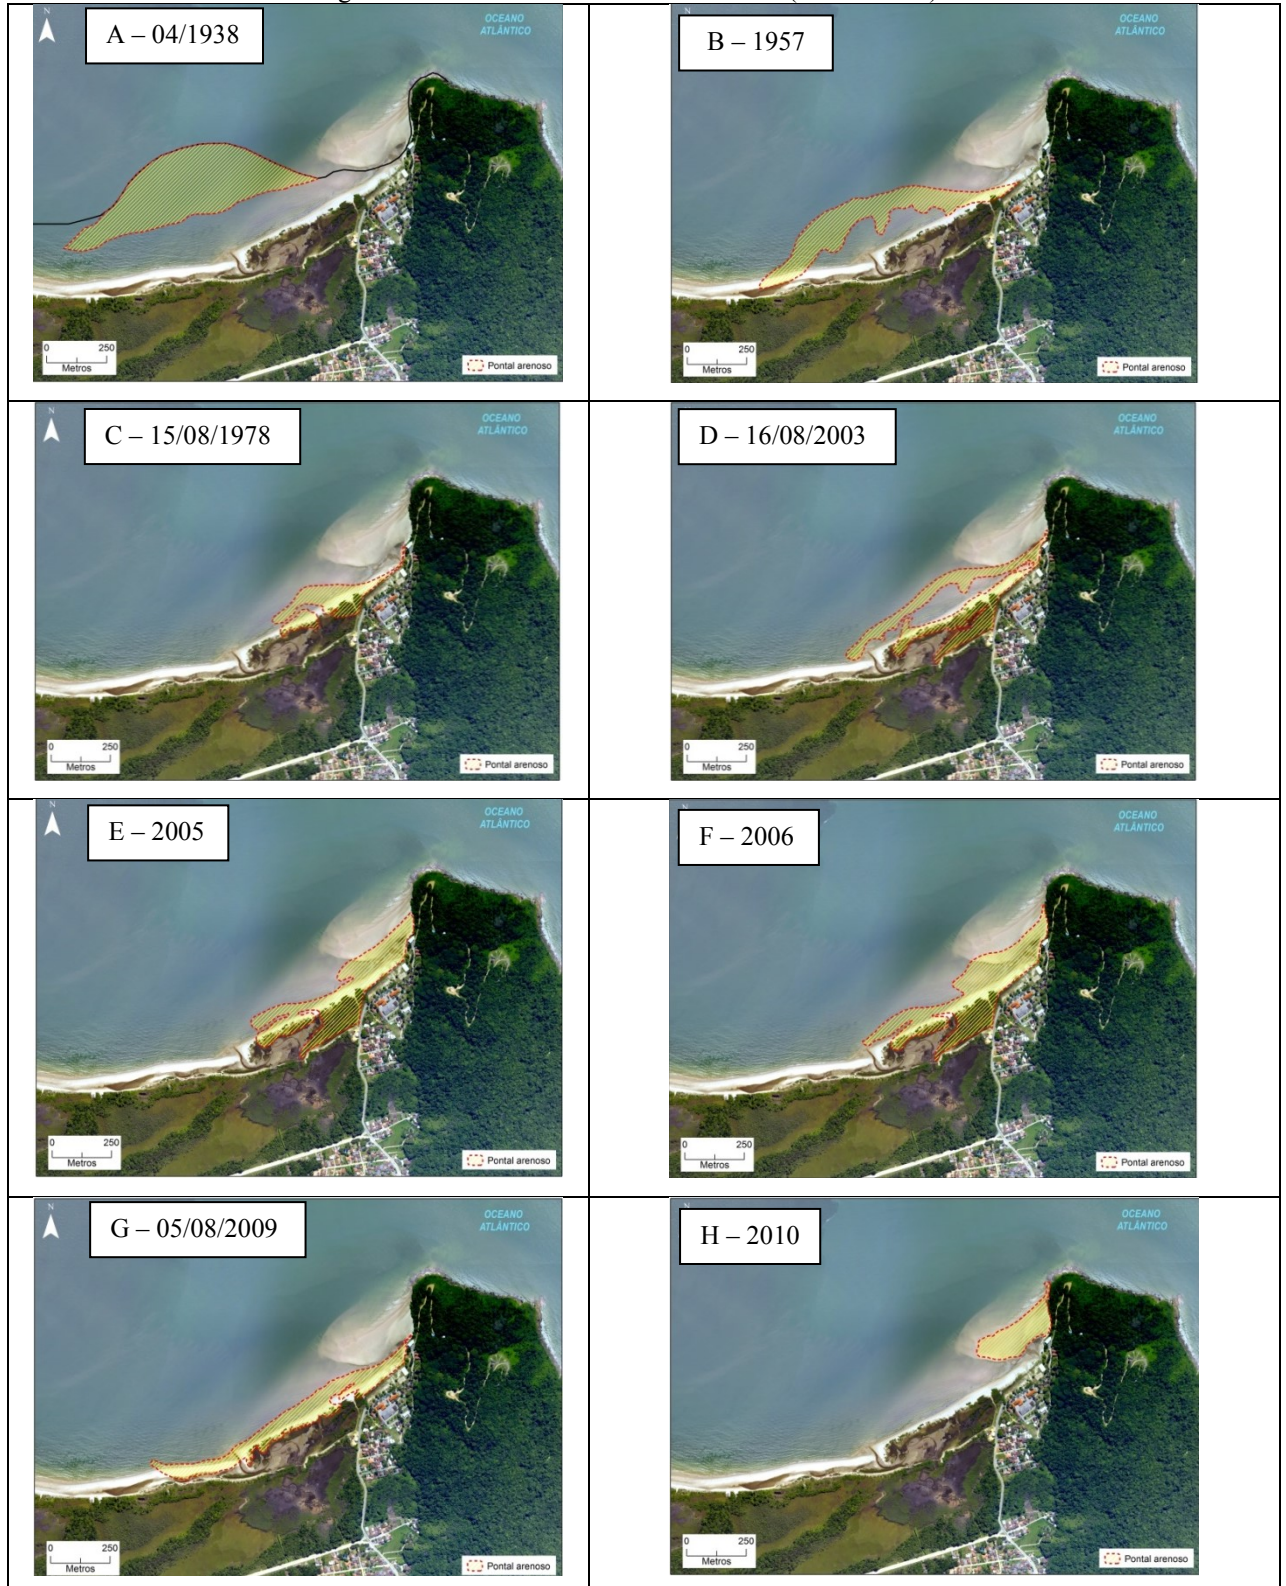 N
A – 04/1938
OCEANO
ATLÂNTICO
0 250
Metros
Pontal arenoso
B – 1957
OCEANO
ATLÂNTICO
0 250
Metros
Pontal arenoso
N
C – 15/08/1978
OCEANO
ATLÂNTICO
0 250
Metros
Pontal arenoso
D – 16/08/2003
OCEANO
ATLÂNTICO
0 250
Metros
Pontal arenoso
N
E – 2005
OCEANO
ATLÂNTICO
0 250
Metros
Pontal arenoso
N
F – 2006
OCEANO
ATLÂNTICO
0 250
Metros
Pontal arenoso
N
G – 05/08/2009
OCEANO
ATLÂNTICO
0 250
Metros
Pontal arenoso
N
H – 2010
OCEANO
ATLÂNTICO
0 250
Metros
Pontal arenoso